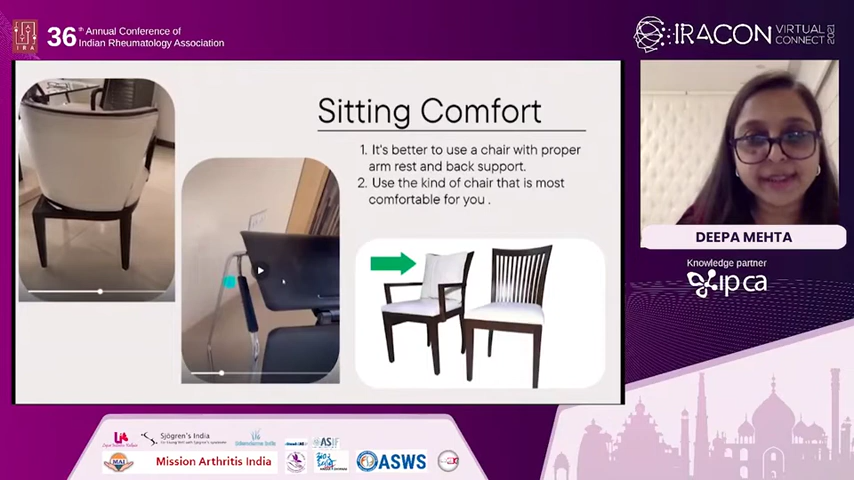 36th Annual Conference of
Indian Rheumatology Association
IRA
IRACON VIRTUAL
CONNECT 2021
Sitting Comfort
1. It's better to use a chair with proper
arm rest and back support.
2. Use the kind of chair that is most
comfortable for you .
DEEPA MEHTA
Knowledge partner
ipca
Sjögren's India
Mission Arthritis India
ASIF
ASWS